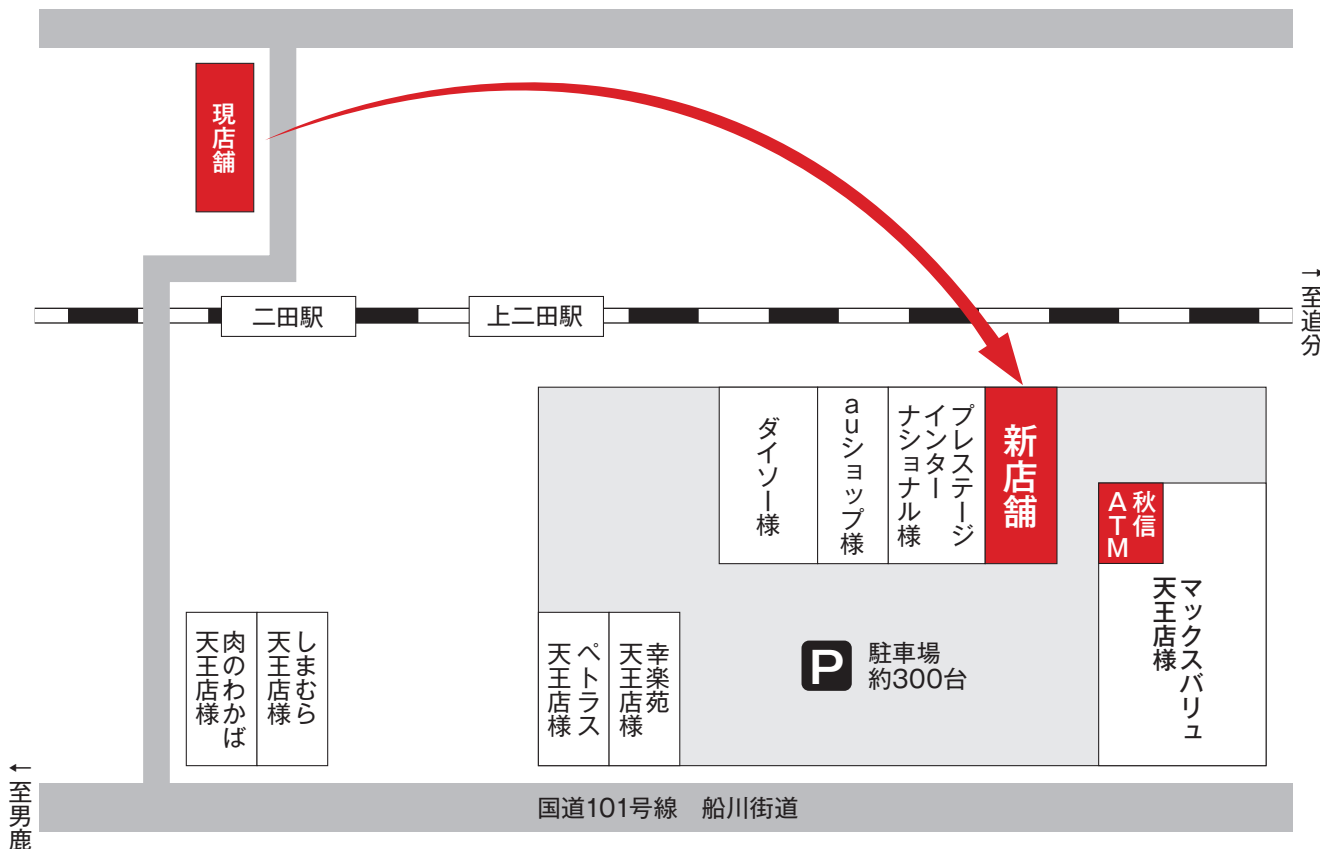 現店舗
→至追分
二田駅
上二田駅
ダイソー様
auショップ様
プレステージ
インター
ナショナル様
新店舗
秋信
ATM
マックスバリュ
天王店様
肉のわかば
天王店様
しまむら
天王店様
ペトラス
天王店様
幸楽苑
天王店様
P
駐車場
約300台
←至男鹿
国道101号線　船川街道